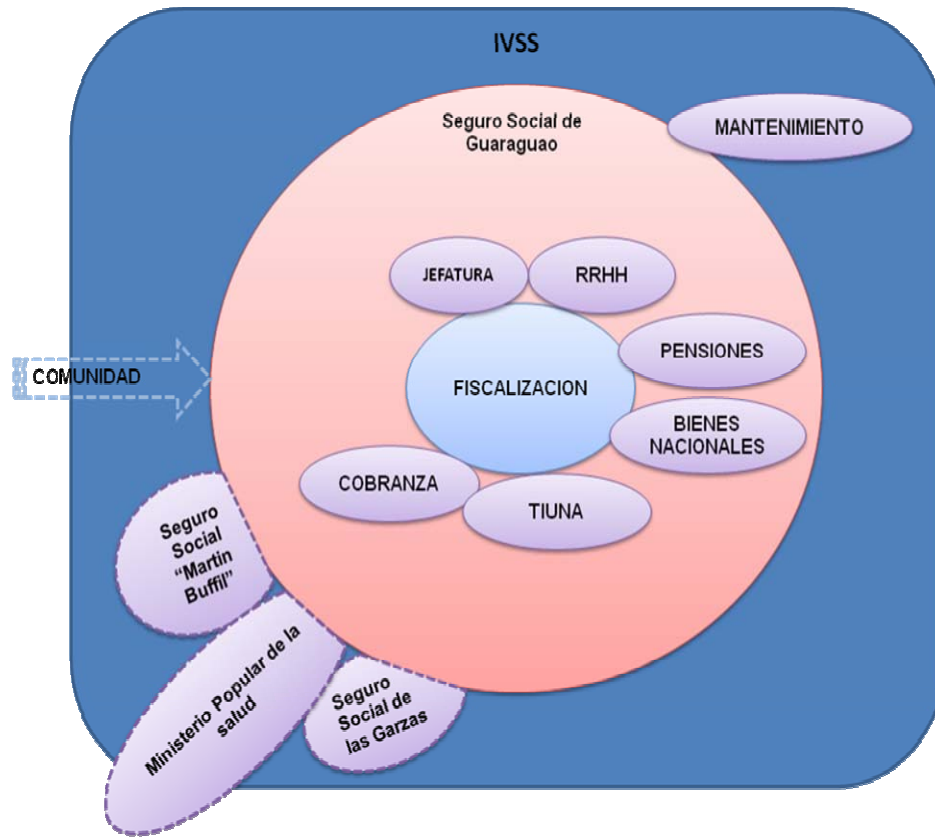 IVSS
Seguro Social de
Guaraguao
MANTENIMIENTO
JEFATURA
RRHH
PENSIONES
COMUNIDAD
FISCALIZACION
BIENES
NACIONALES
COBRANZA
TIUNA
Seguro
Social
“Martin
Buffil”
Ministerio Popular de la
salud
Seguro
Social de
las Garzas